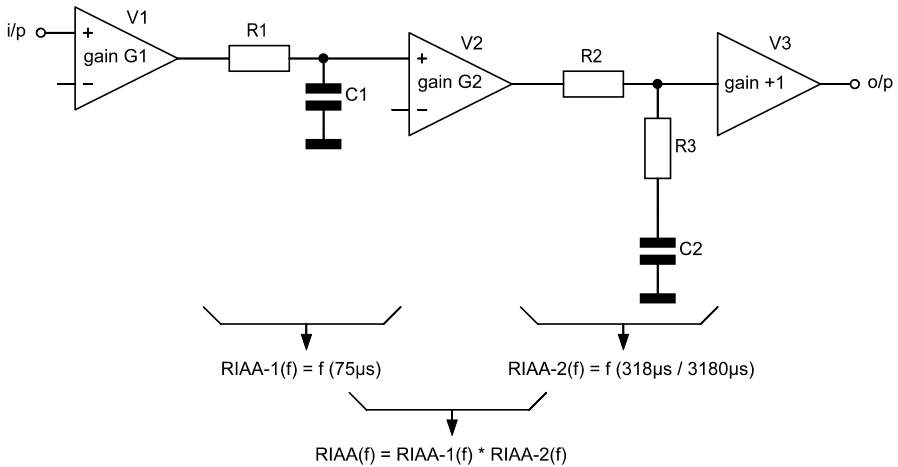 i/p
V1
+
gain G1
−
R1
C1
V2
+
gain G2
−
R2
R3
C2
V3
gain +1
o/p
RIAA-1(f) = f (75µs)
RIAA-2(f) = f (318µs / 3180µs)
RIAA(f) = RIAA-1(f) * RIAA-2(f)